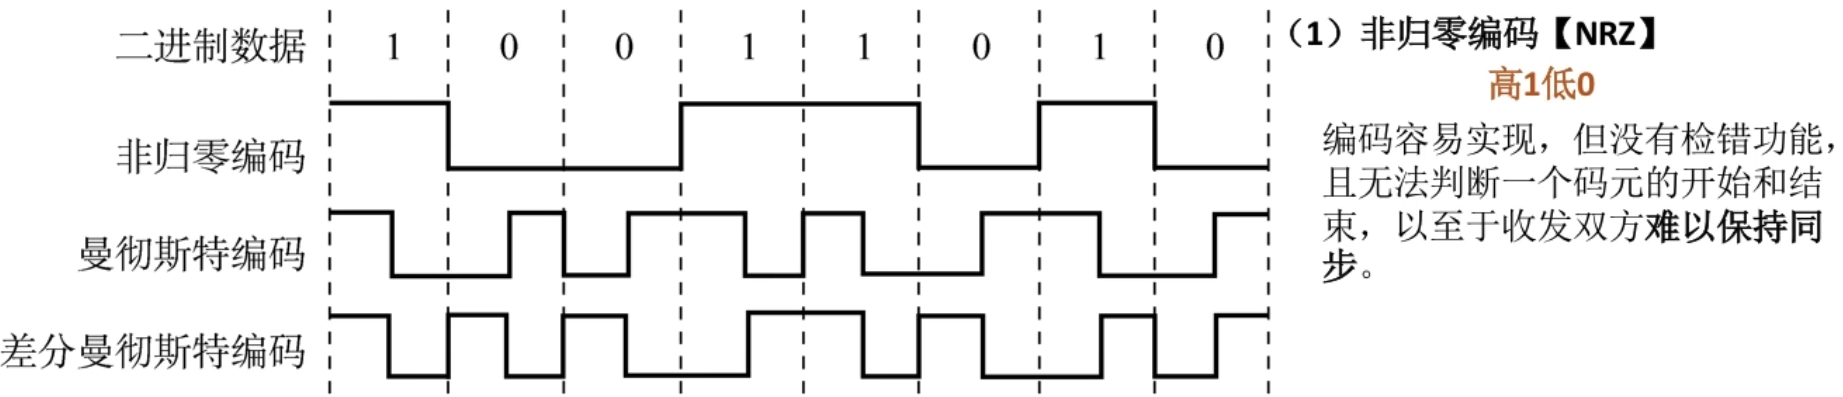 二进制数据 1 0 0 1 1 0 1 0
非归零编码
曼彻斯特编码
差分曼彻斯特编码
（1）非归零编码【NRZ】
高1低0
编码容易实现，但没有检错功能，
且无法判断一个码元的开始和结
束，以至于收发双方难以保持同
步。